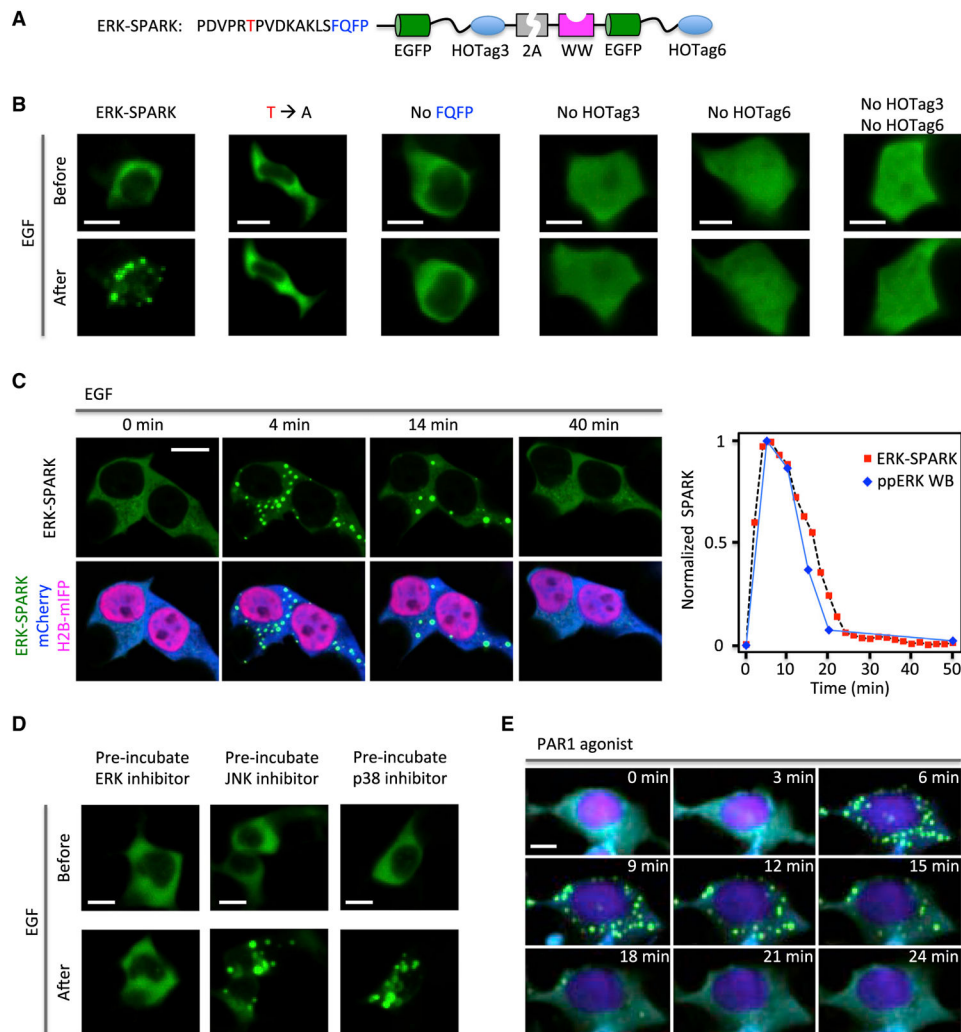 A
ERK-SPARK: PDVPRTPVDKAKLSFQFP
EGFP HOTag3 2A WW EGFP HOTag6
B
ERK-SPARK T → A No FQFP No HOTag3 No HOTag6 No HOTag3
No HOTag6
EGF
Before
After
C
EGF
0 min 4 min 14 min 40 min
ERK-SPARK
ERK-SPARK
mCherry
H2B-mIFP
Normalized SPARK
1
0.5
0
ERK-SPARK
ppERK WB
0 10 20 30 40 50
Time (min)
D
Pre-incubate Pre-incubate Pre-incubate
ERK inhibitor JNK inhibitor p38 inhibitor
EGF
Before
After
E
PAR1 agonist
0 min 3 min 6 min
9 min 12 min 15 min
18 min 21 min 24 min